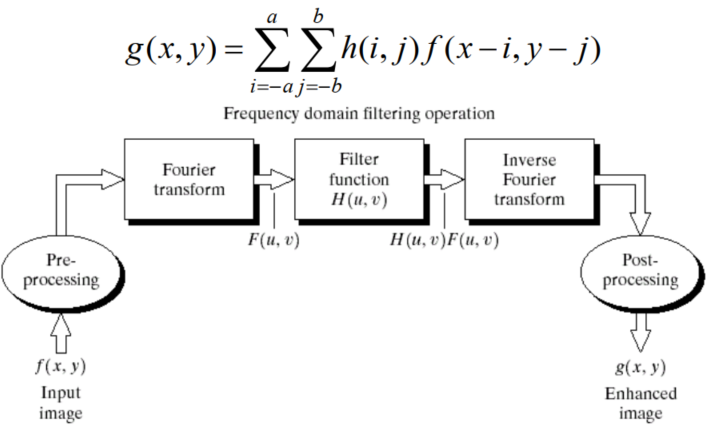 g(x, y) = \sum_{i=-a}^{a} \sum_{j=-b}^{b} h(i, j) f(x - i, y - j)
Frequency domain filtering operation
Fourier
transform
Filter
function
H(u, v)
Inverse
Fourier
transform
F(u, v)
H(u, v)F(u, v)
Pre-
processing
Post-
processing
f(x, y)
Input
image
g(x, y)
Enhanced
image